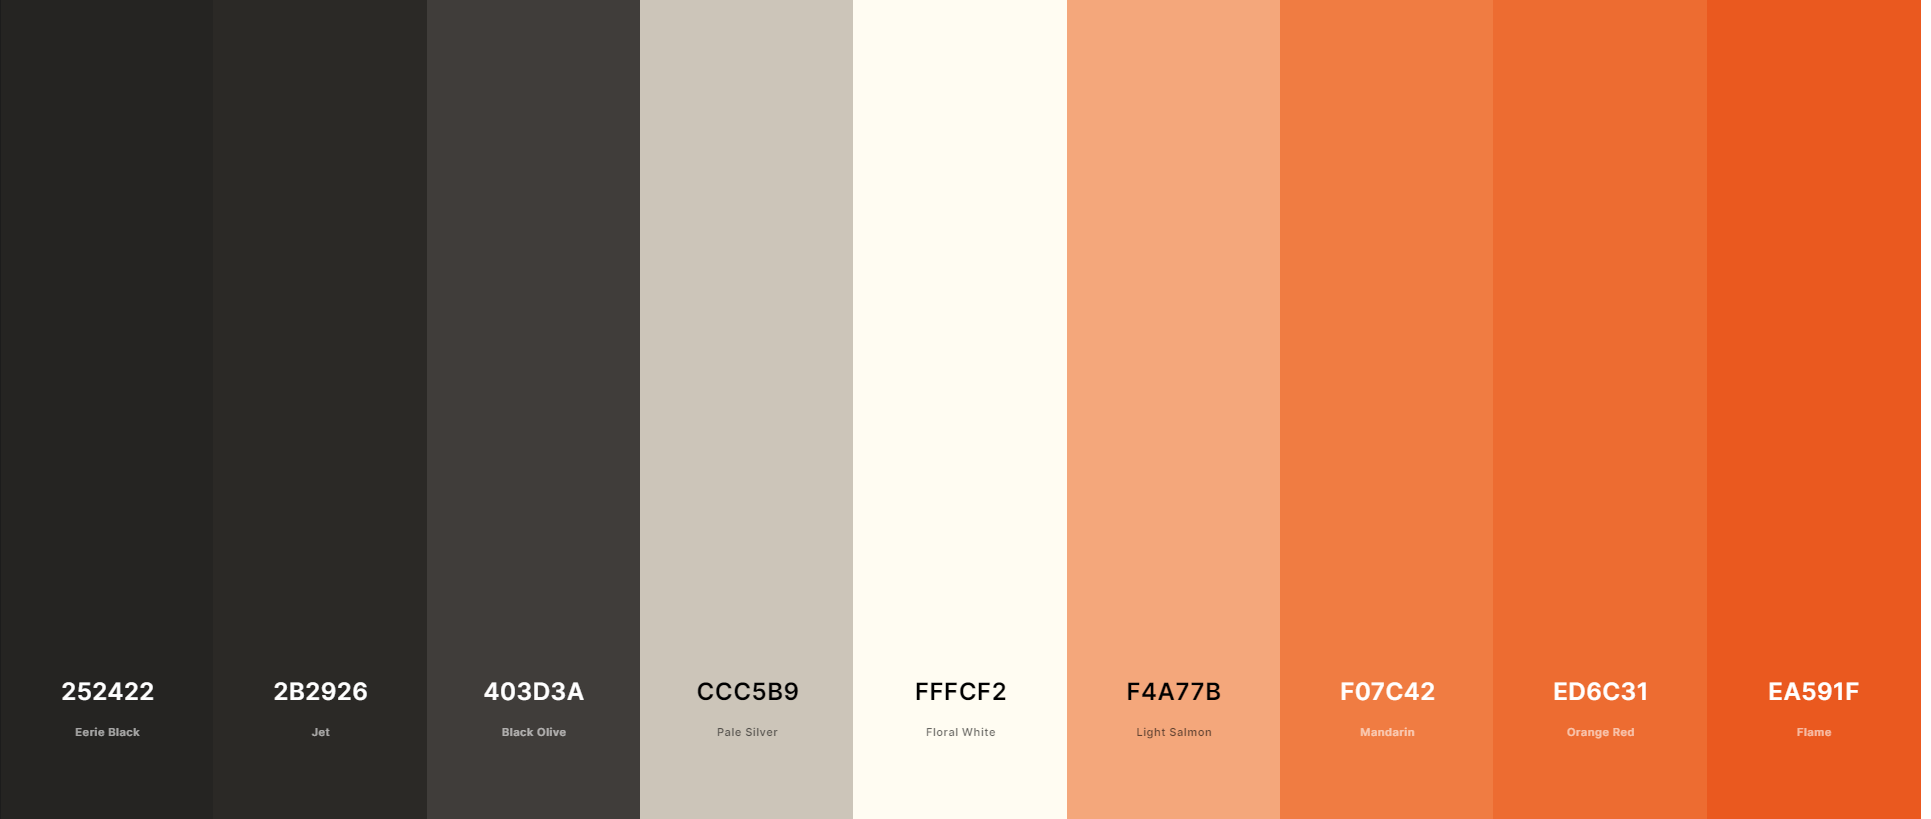 252422
2B2926
403D3A
CCC5B9
FFFCF2
F4A77B
F07C42
ED6C31
EA591F
Eerie Black
Jet
Black Olive
Pale Silver
Floral White
Light Salmon
Mandarin
Orange Red
Flame